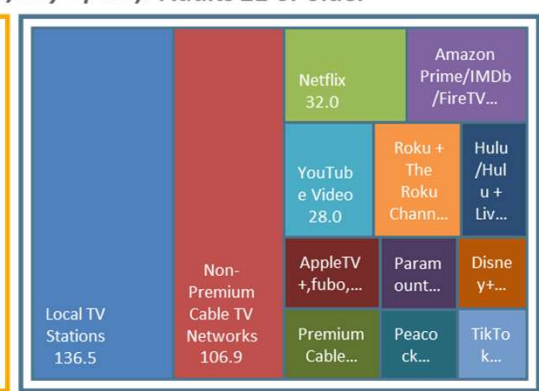 Adults 21 or older
Local TV
Stations
136.5
Non-
Premium
Cable TV
Networks
106.9
Netflix
32.0
Amazon
Prime/IMDb
/FireTV...
YouTub
e Video
28.0
Roku +
The
Roku
Chann...
Hulu
/Hul
u +
Liv...
AppleTV
+,fubo,...
Param
ount...
Disne
y+...
Premium
Cable...
Peaco
ck...
TikTo
k...